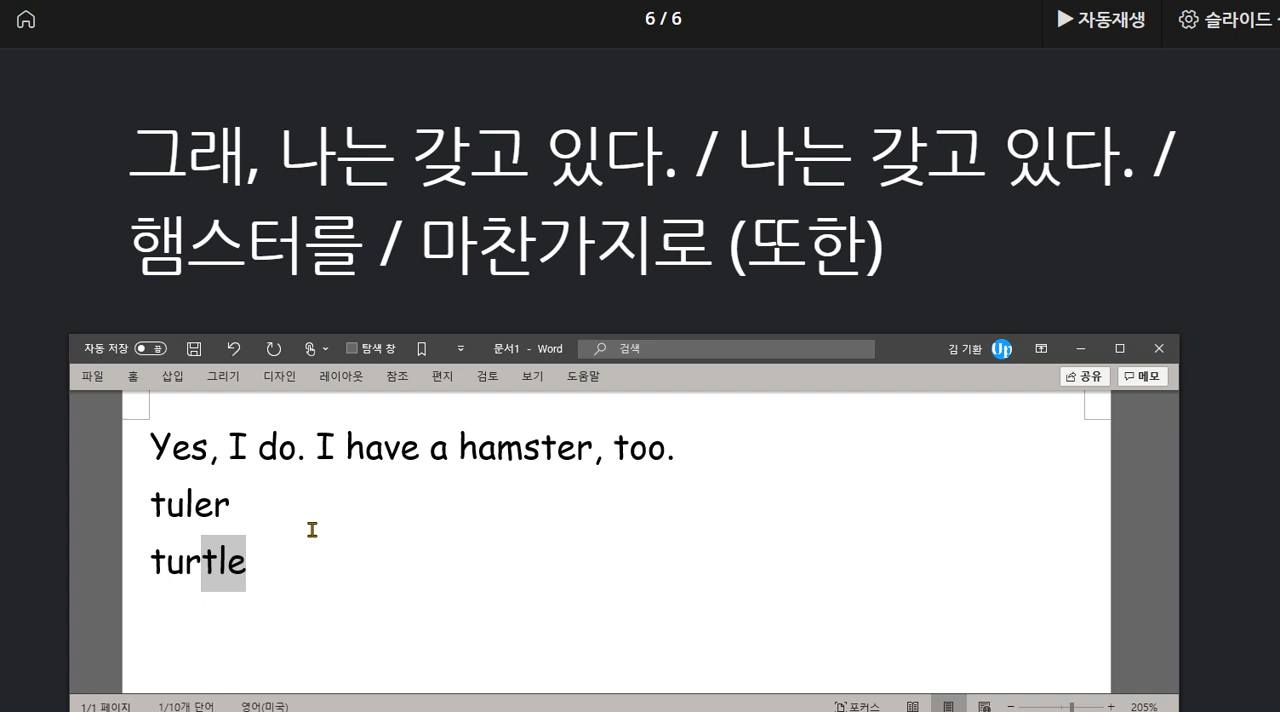 6 / 6
▶ 자동재생
슬라이드
그래, 나는 갖고 있다. / 나는 갖고 있다. /
햄스터를 / 마찬가지로 (또한)
자동 저장 끔
탐색 창
문서1 - Word
검색
김 기환
Up
파일 홈 삽입 그리기 디자인 레이아웃 참조 편지 검토 보기 도움말
공유 메모
Yes, I do. I have a hamster, too.
tuler
turtle
1/1 페이지 1/10개 단어 영어(미국)
포커스
205%